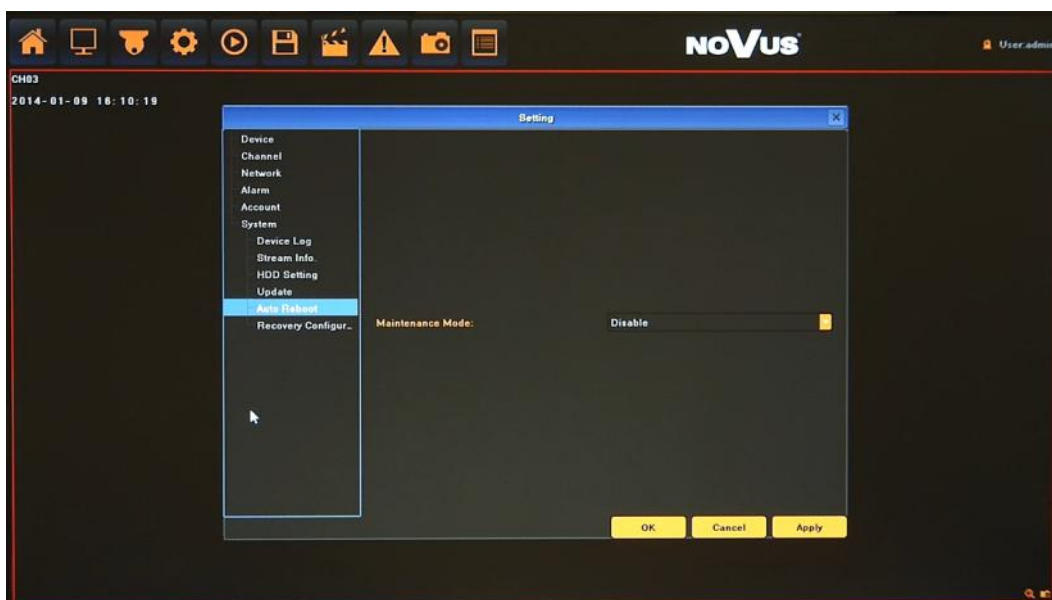 NOVUS
User:admin
CH03
2014-01-09 16:10:19
Setting
Device
Channel
Network
Alarm
Account
System
Device Log
Stream Info.
HDD Setting
Update
Auto Reboot
Recovery Configur..
Maintenance Mode:
Disable
OK
Cancel
Apply